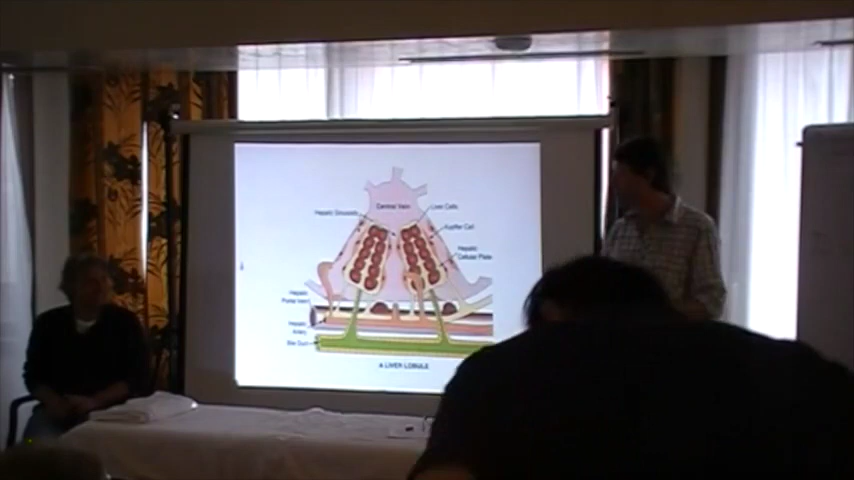 Central Vein
Liver Cells
Hepatic Sinusoids
Kupffer Cell
Hepatic
Cellular Plate
Hepatic
Portal Vein
Hepatic
Artery
Bile Duct
A LIVER LOBULE